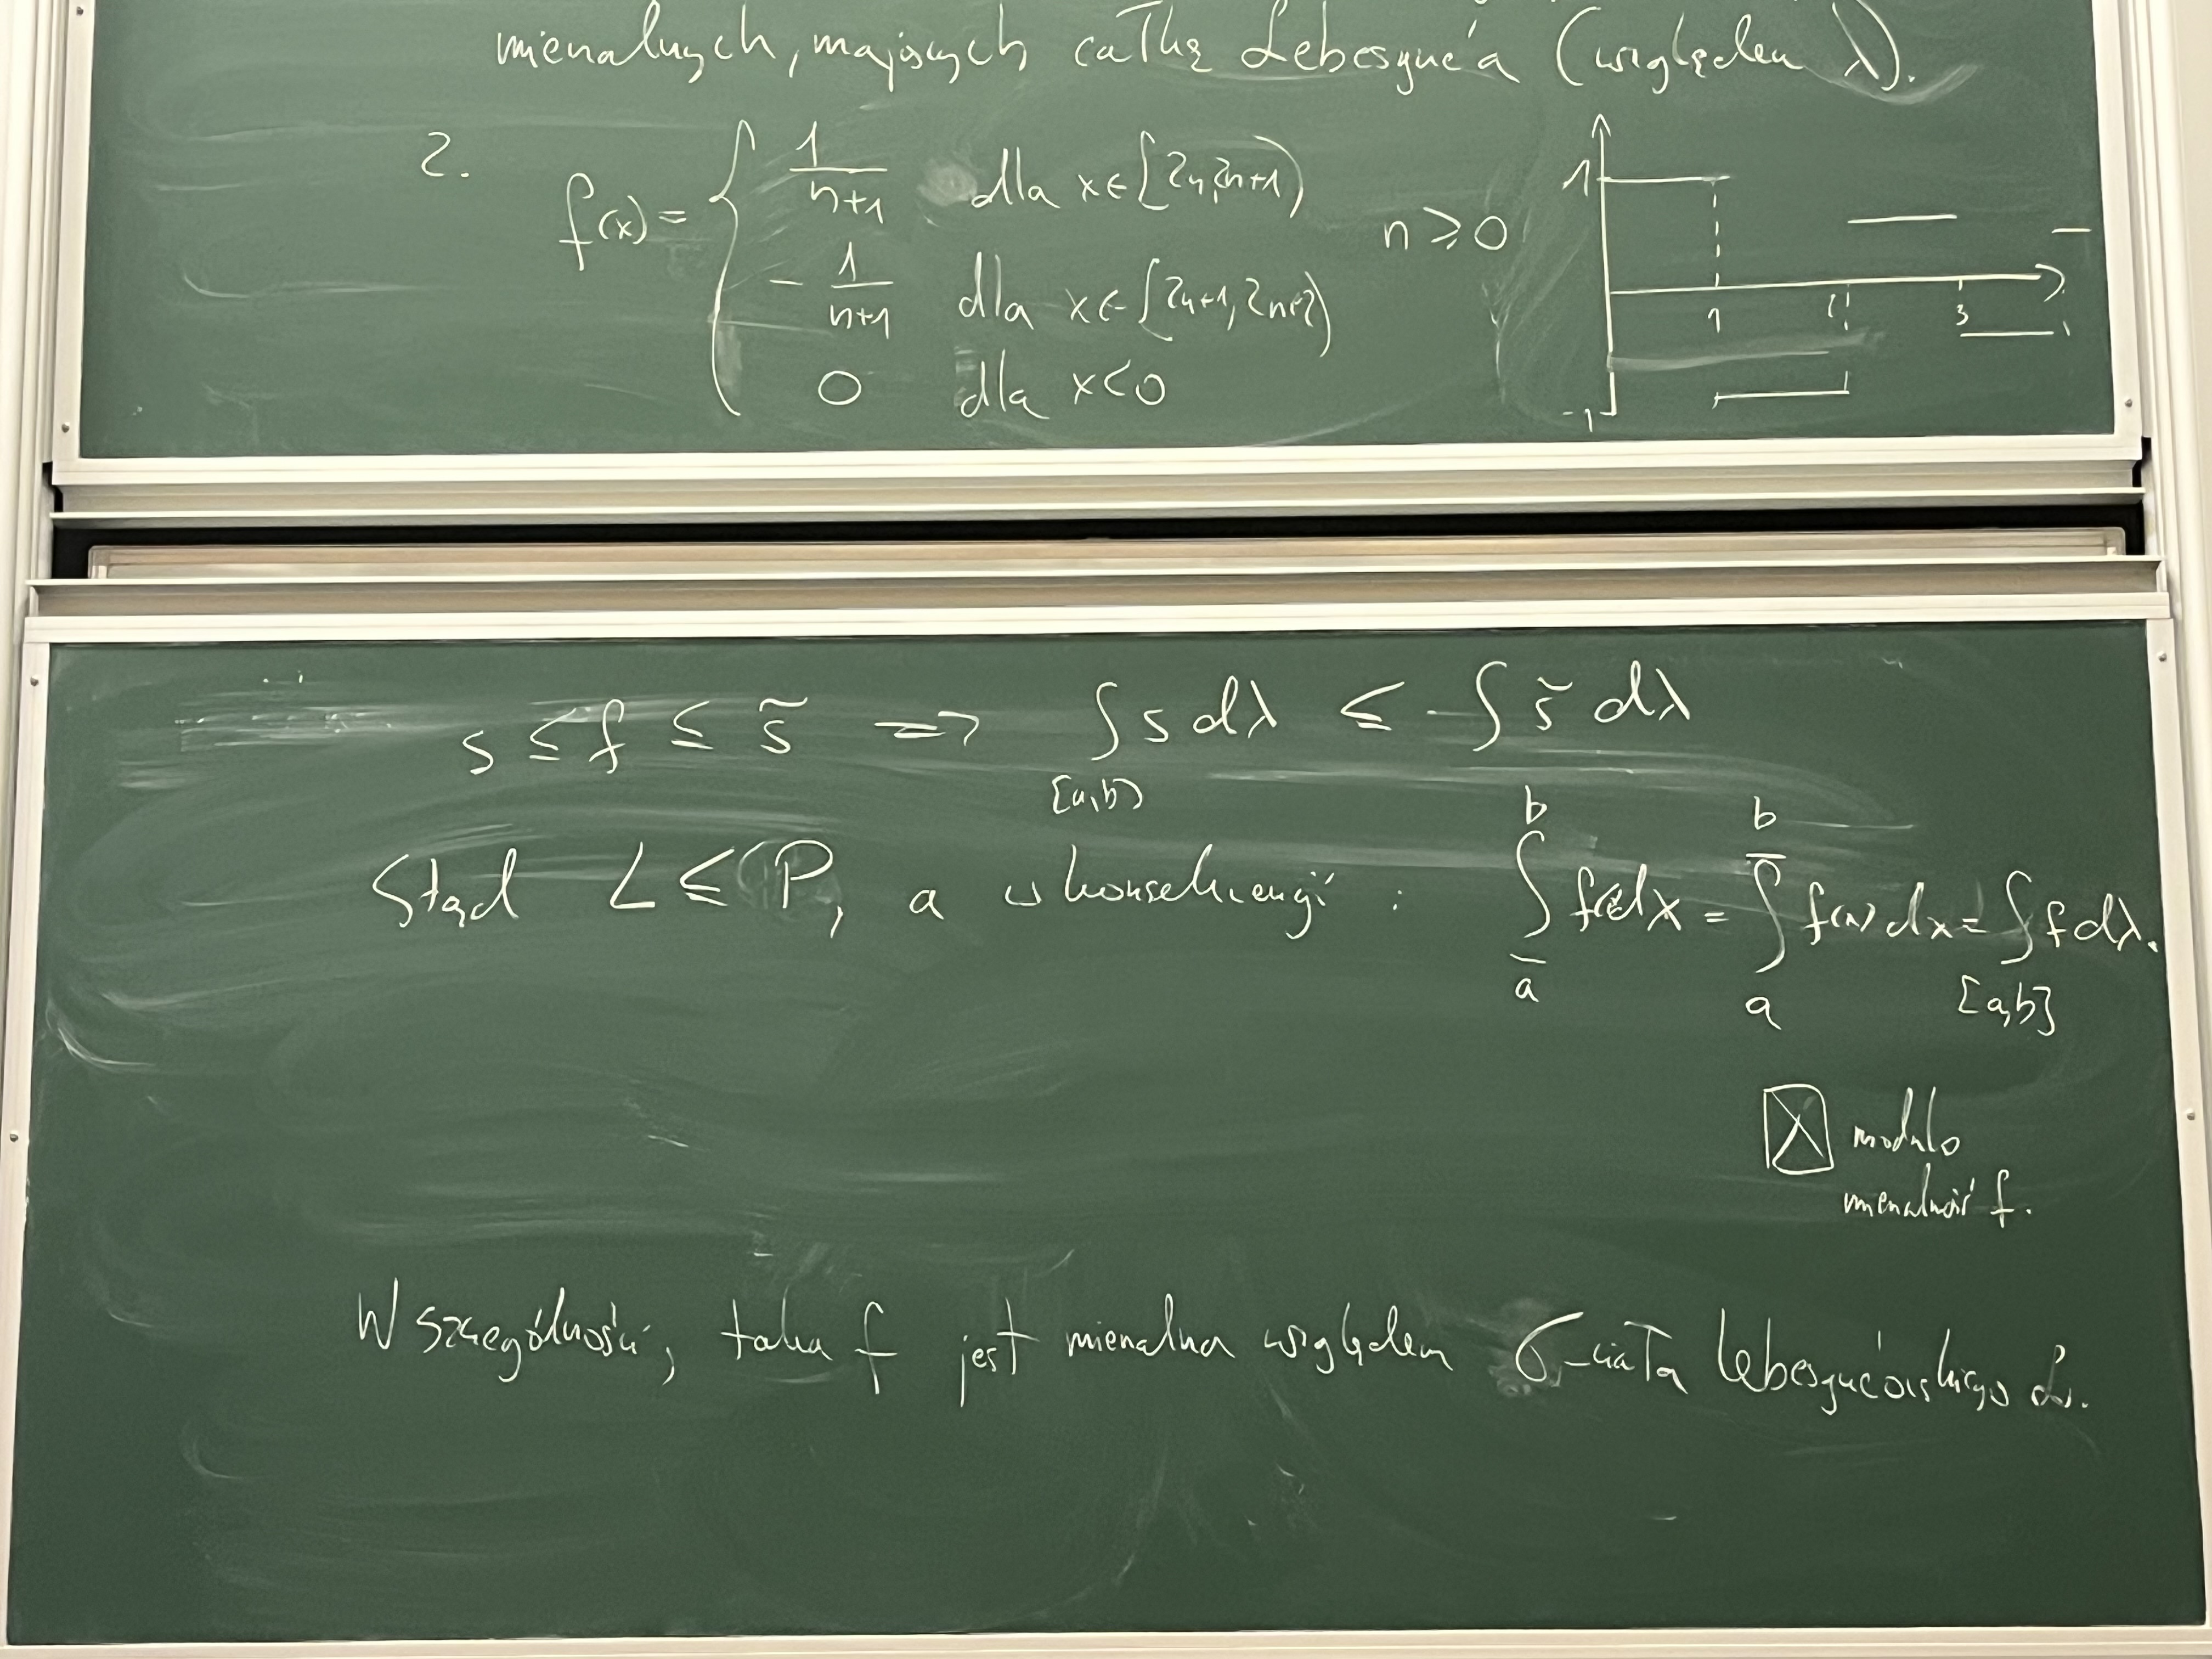 mierzalnych, mających całkę Lebesgue'a (względem λ).
2. f(x) = { 1/(n+1) dla x∈[2n,2n+1)
- 1/(n+1) dla x∈[2n+1, 2n+2) n ⩾ 0
0 dla x<0
1
1 2 3
-1
s ≤ f ≤ s̃ => ∫_[a,b) s dλ ≤ ∫ s̃ dλ
Stąd L ≤ P, a w konsekwencji : ∫_a̲^b f(x)dx = ∫_a^b̅ f(x) dx = ∫_[a,b] f dλ.
☒ modulo
mierzalność f.
W szczególności, taka f jest mierzalna względem σ-ciała lebesgue'owskiego ℒ.